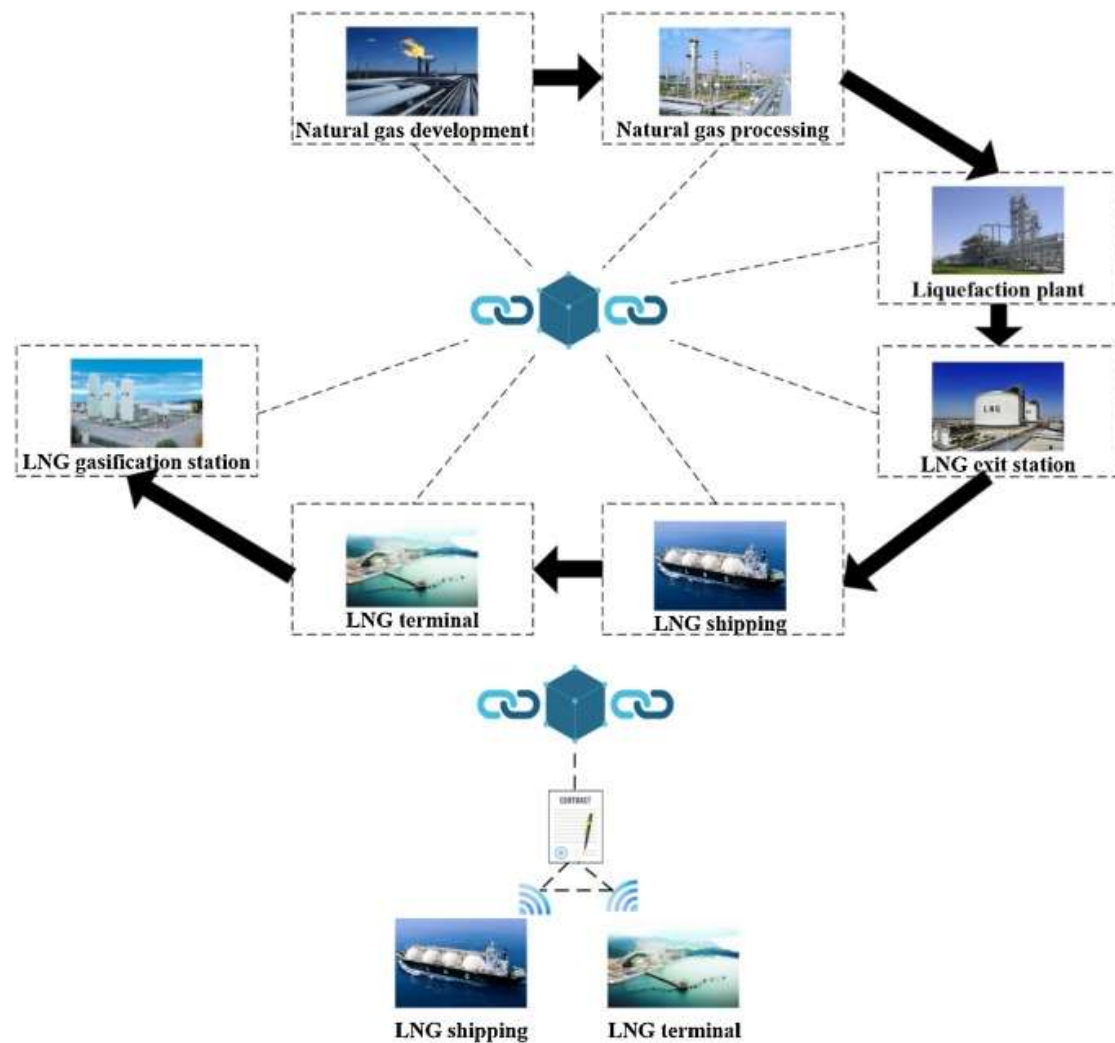 Natural gas development
Natural gas processing
Liquefaction plant
LNG gasification station
LNG
LNG exit station
LNG terminal
LNG shipping
CONTRACT
LNG shipping
LNG terminal